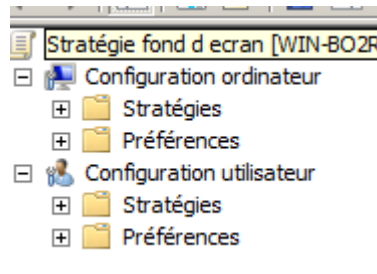 Stratégie fond d ecran [WIN-BO2R
Configuration ordinateur
Stratégies
Préférences
Configuration utilisateur
Stratégies
Préférences